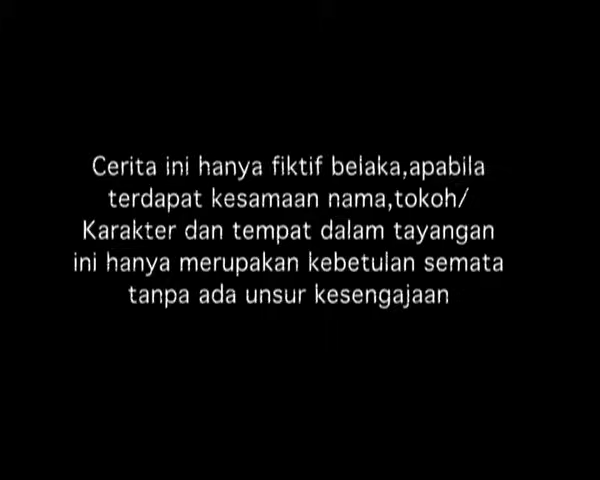 Cerita ini hanya fiktif belaka,apabila
terdapat kesamaan nama,tokoh/
Karakter dan tempat dalam tayangan
ini hanya merupakan kebetulan semata
tanpa ada unsur kesengajaan